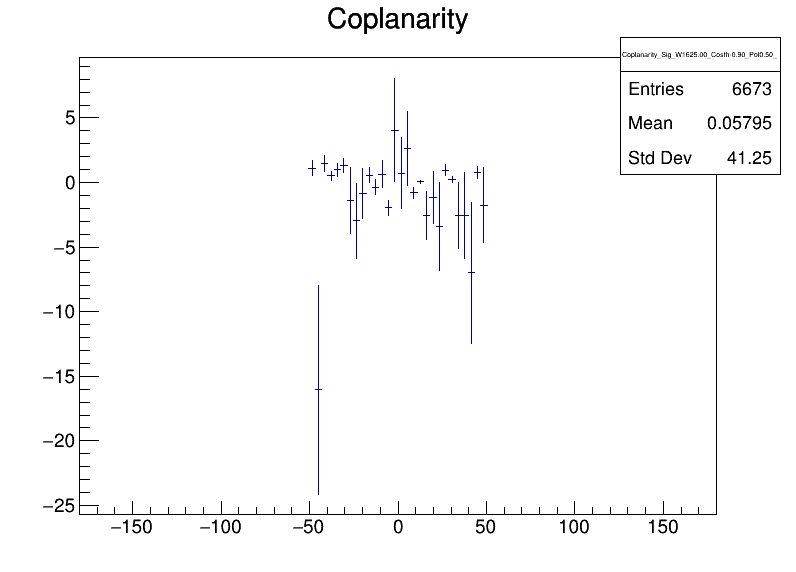 Coplanarity
Coplanarity_Sig_W1625.00_Costh-0.90_Pol0.50_
Entries 6673
Mean 0.05795
Std Dev 41.25
5
0
−5
−10
−15
−20
−25
−150 −100 −50 0 50 100 150